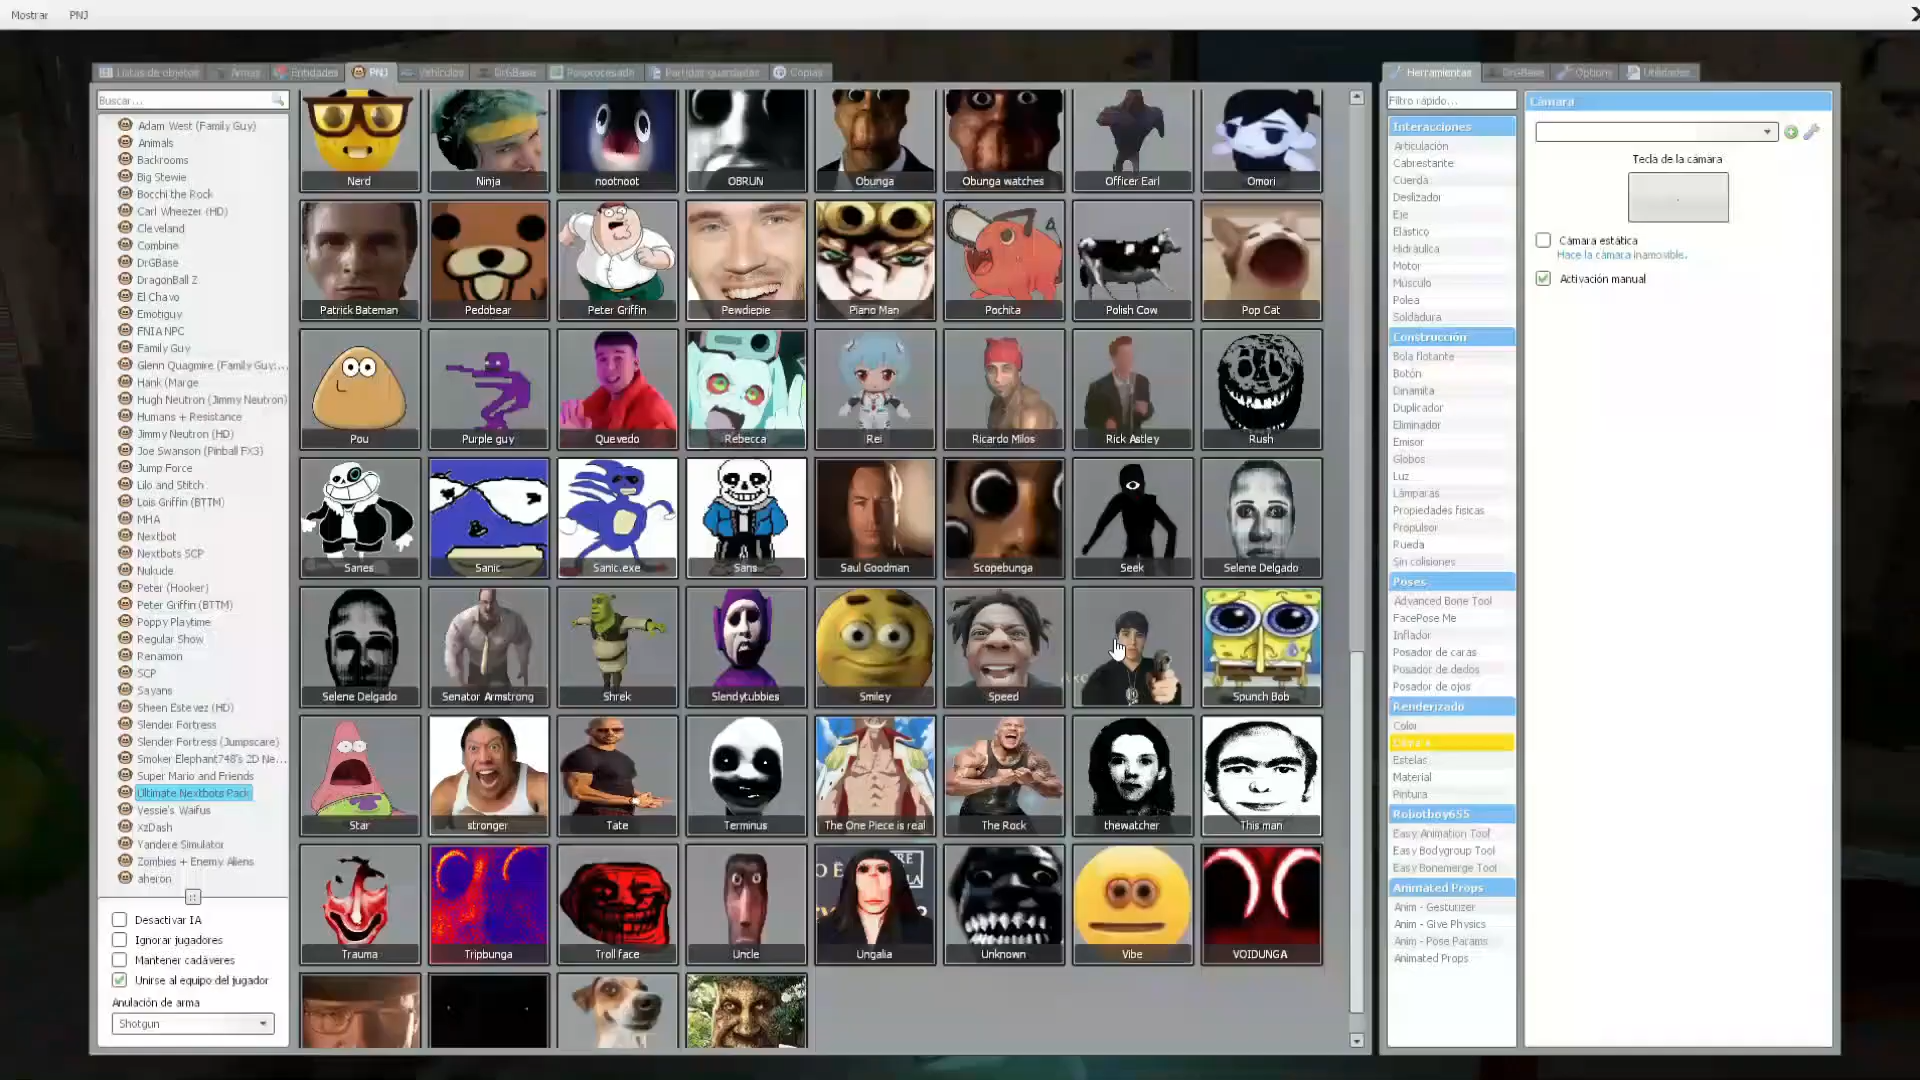 Mostrar PNJ
Listas de objetos Armas Entidades PNJ Vehículos DrGBase Posprocesado Partidas guardadas Copias
Buscar...
Adam West (Family Guy)
Animals
Backrooms
Big Stewie
Bocchi the Rock
Carl Wheezer (HD)
Cleveland
Combine
DrGBase
DragonBall Z
El Chavo
Emotiguy
FNIA NPC
Family Guy
Glenn Quagmire (Family Guy:...
Hank (Marge
Hugh Neutron (Jimmy Neutron)
Humans + Resistance
Jimmy Neutron (HD)
Joe Swanson (Pinball FX3)
Jump Force
Lilo and Stitch
Lois Griffin (BTTM)
MHA
Nextbot
Nextbots SCP
Nukude
Peter (Hooker)
Peter Griffin (BTTM)
Poppy Playtime
Regular Show
Renamon
SCP
Sayans
Sheen Estevez (HD)
Slender Fortress
Slender Fortress (Jumpscare)
Smoker Elephant748's 2D Ne...
Super Mario and Friends
Ultimate Nextbots Pack
Vessie's Waifus
XzDash
Yandere Simulator
Zombies + Enemy Aliens
aheron
Desactivar IA
Ignorar jugadores
Mantener cadáveres
Unirse al equipo del jugador
Anulación de arma
Shotgun
Nerd Ninja nootnoot OBRUN Obunga Obunga watches Officer Earl Omori
Patrick Bateman Pedobear Peter Griffin Pewdiepie Piano Man Pochita Polish Cow Pop Cat
Pou Purple guy Quevedo Rebecca Rei Ricardo Milos Rick Astley Rush
Sanes Sanic Sanic.exe Sans Saul Goodman Scopebunga Seek Selene Delgado
Selene Delgado Senator Armstrong Shrek Slendytubbies Smiley Speed Spunch Bob
Star stronger Tate Terminus The One Piece is real The Rock thewatcher This man
Trauma Tripbunga Troll face Uncle Ungalia Unknown Vibe VOIDUNGA
Herramientas DrGBase Options Utilidades
Filtro rápido...
Interacciones
Articulación
Cabrestante
Cuerda
Deslizador
Eje
Elástico
Hidráulica
Motor
Músculo
Polea
Soldadura
Construcción
Bola flotante
Botón
Dinamita
Duplicador
Eliminador
Emisor
Globos
Luz
Lámparas
Propiedades físicas
Propulsor
Rueda
Sin colisiones
Poses
Advanced Bone Tool
FacePose Me
Inflador
Posador de caras
Posador de dedos
Posador de ojos
Renderizado
Color
Cámara
Estelas
Material
Pintura
Robotboy655
Easy Animation Tool
Easy Bodygroup Tool
Easy Bonemerge Tool
Animated Props
Anim - Gesturizer
Anim - Give Physics
Anim - Pose Params
Animated Props
Cámara
Tecla de la cámara
Cámara estática
Hace la cámara inamovible.
Activación manual